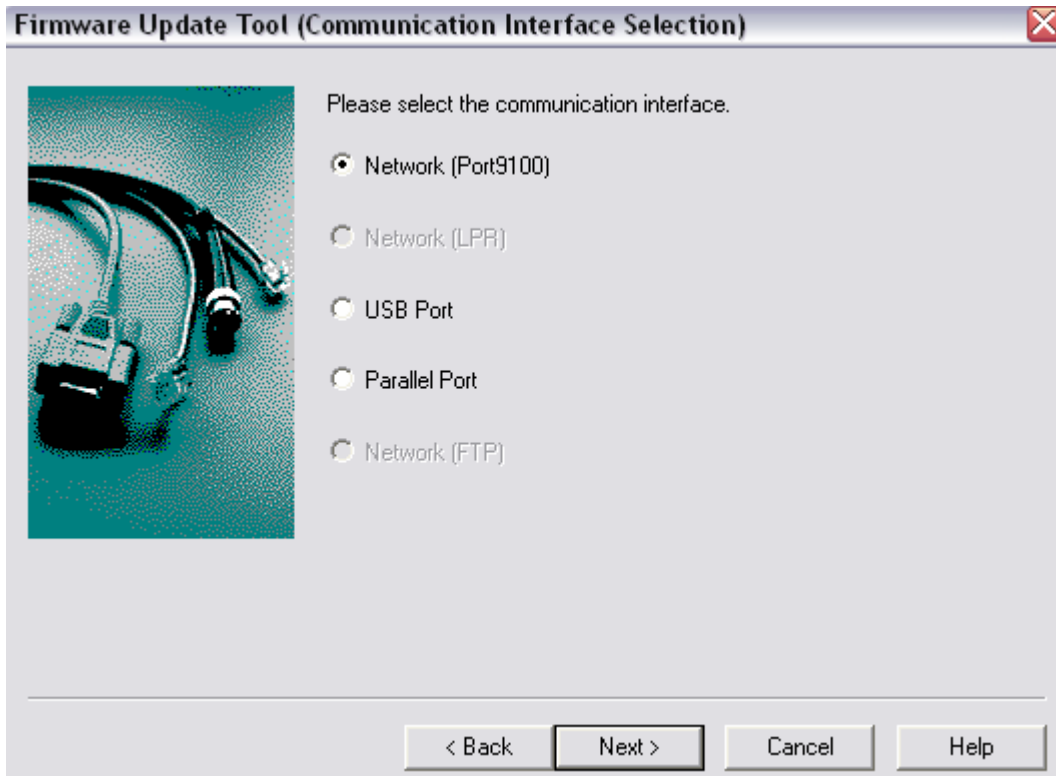 Firmware Update Tool (Communication Interface Selection)
Please select the communication interface.
Network (Port9100)
Network (LPR)
USB Port
Parallel Port
Network (FTP)
< Back
Next >
Cancel
Help